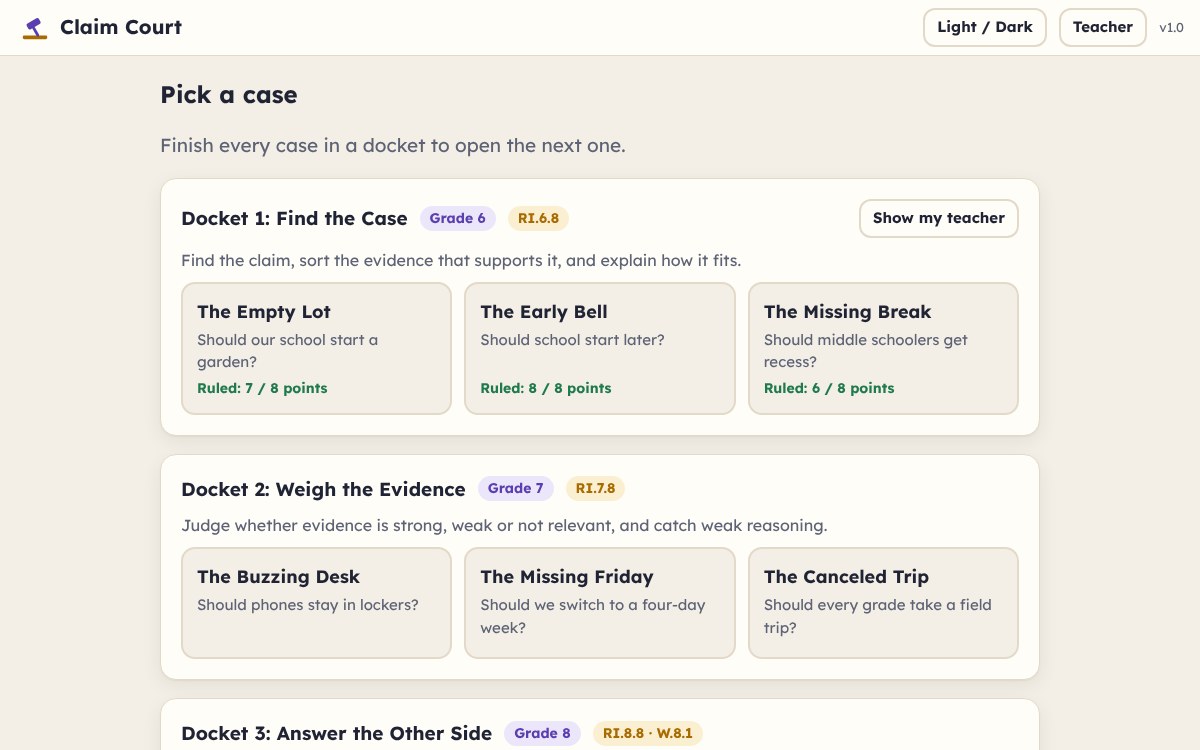 Claim Court
Light / Dark
Teacher
v1.0
Pick a case
Finish every case in a docket to open the next one.
Docket 1: Find the Case
Grade 6
RI.6.8
Show my teacher
Find the claim, sort the evidence that supports it, and explain how it fits.
The Empty Lot
Should our school start a
garden?
Ruled: 7 / 8 points
The Early Bell
Should school start later?
Ruled: 8 / 8 points
The Missing Break
Should middle schoolers get
recess?
Ruled: 6 / 8 points
Docket 2: Weigh the Evidence
Grade 7
RI.7.8
Judge whether evidence is strong, weak or not relevant, and catch weak reasoning.
The Buzzing Desk
Should phones stay in lockers?
The Missing Friday
Should we switch to a four-day
week?
The Canceled Trip
Should every grade take a field
trip?
Docket 3: Answer the Other Side
Grade 8
RI.8.8 · W.8.1